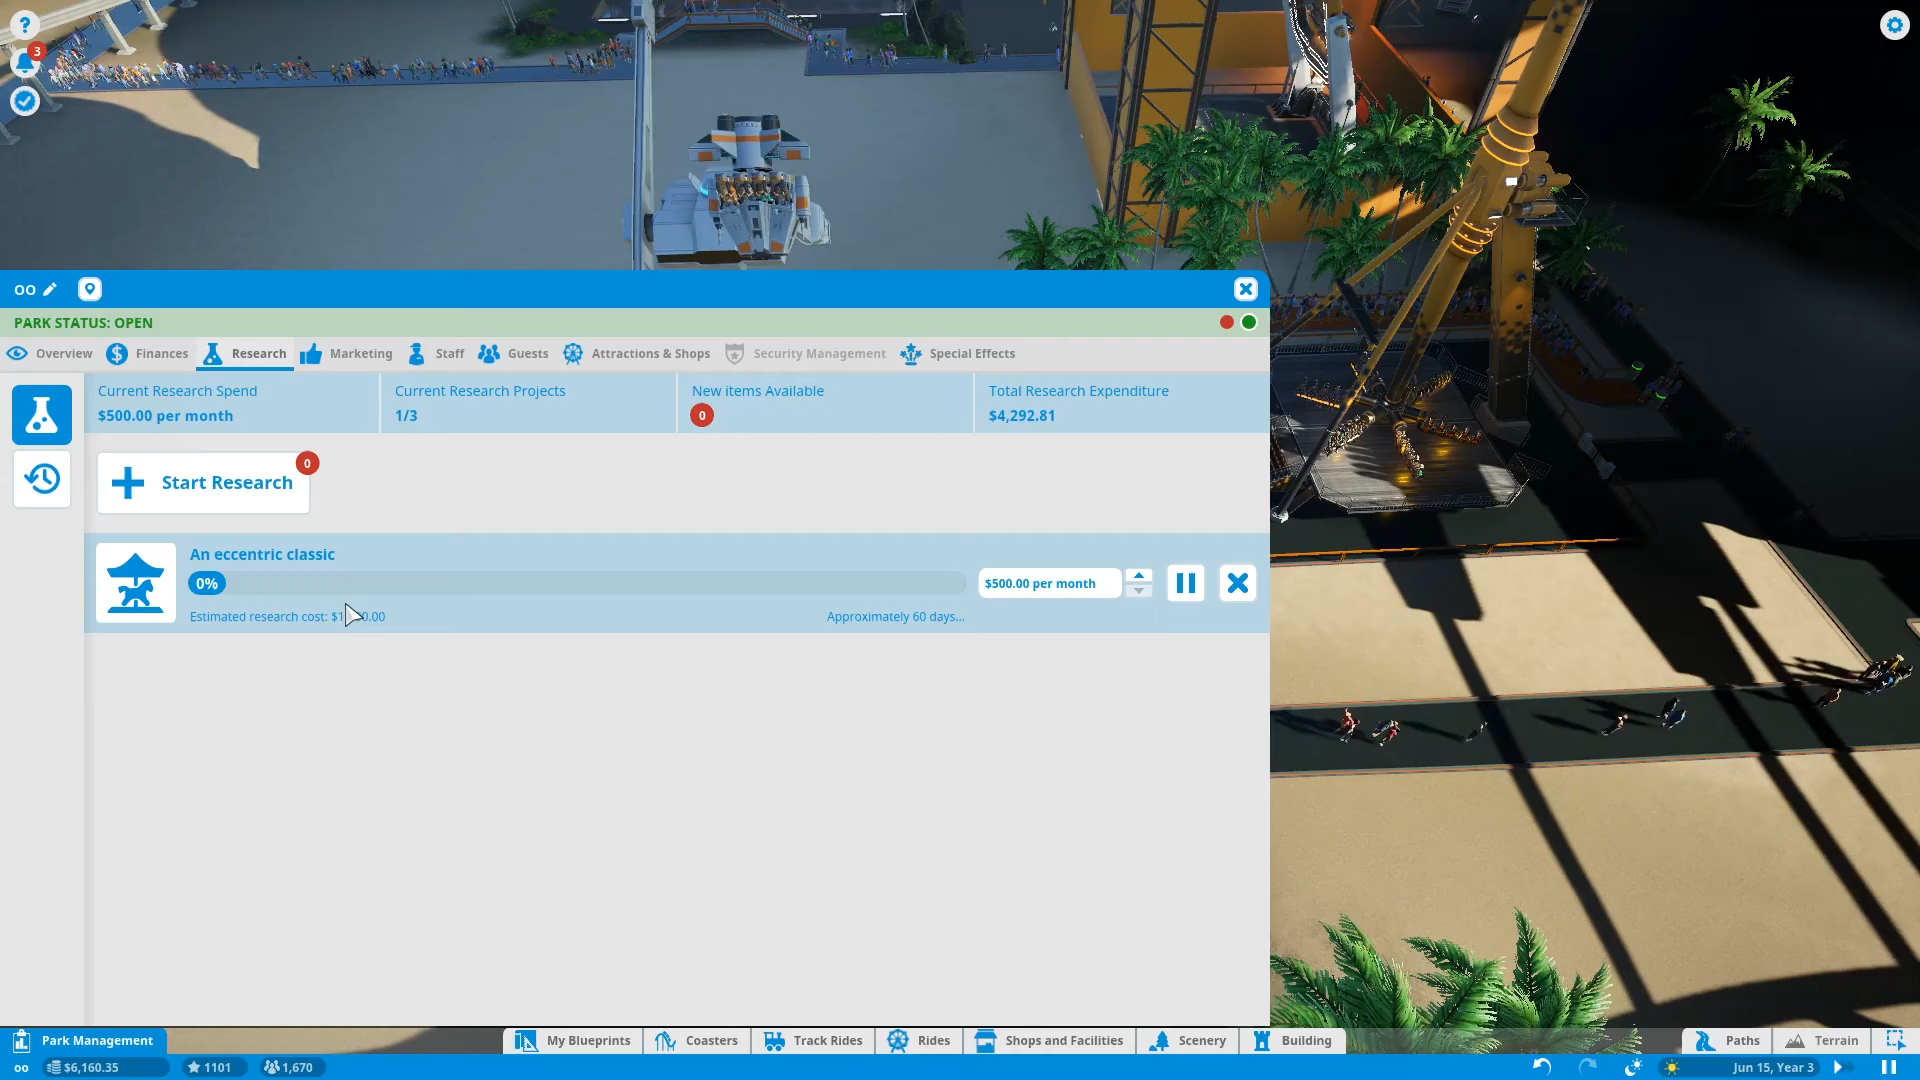 3
OO
PARK STATUS: OPEN
Overview Finances Research Marketing Staff Guests Attractions & Shops Security Management Special Effects
Current Research Spend Current Research Projects New items Available Total Research Expenditure
$500.00 per month 1/3 0 $4,292.81
0
Start Research
An eccentric classic
0% $500.00 per month
Estimated research cost: Approximately 60 days...
Park Management My Blueprints Coasters Track Rides Rides Shops and Facilities Scenery Building Paths Terrain
oo $6,160.35 1101 1,670 Jun 15, Year 3